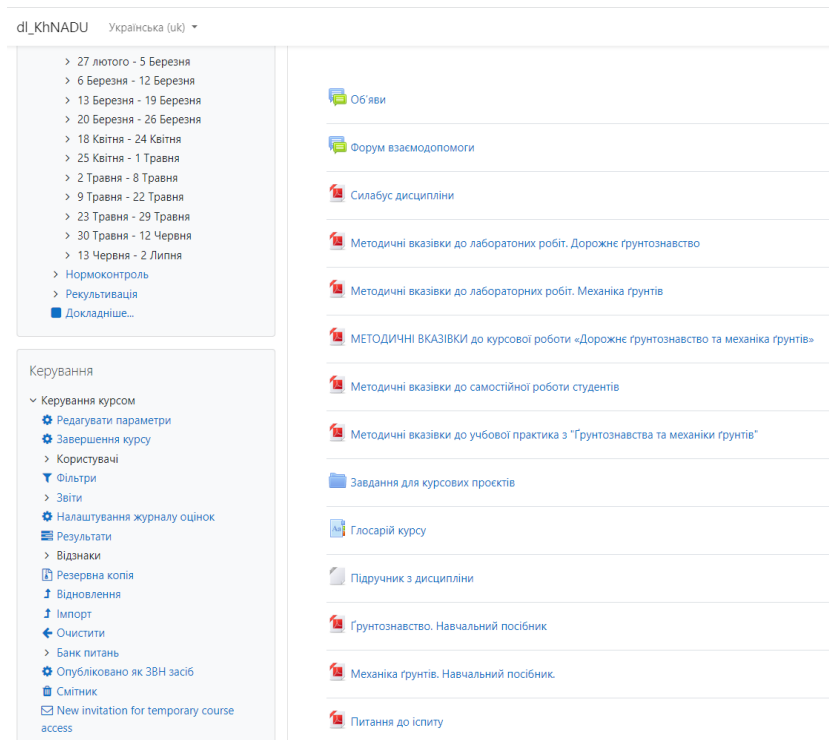 dl_KhNADU Українська (uk)
27 лютого - 5 Березня
6 Березня - 12 Березня
13 Березня - 19 Березня
20 Березня - 26 Березня
18 Квітня - 24 Квітня
25 Квітня - 1 Травня
2 Травня - 8 Травня
9 Травня - 22 Травня
23 Травня - 29 Травня
30 Травня - 12 Червня
13 Червня - 2 Липня
Нормоконтроль
Рекультивація
Докладніше...
Керування
Керування курсом
Редагувати параметри
Завершення курсу
Користувачі
Фільтри
Звіти
Налаштування журналу оцінок
Результати
Відзнаки
Резервна копія
Відновлення
Імпорт
Очистити
Банк питань
Опубліковано як ЗВН засіб
Смітник
New invitation for temporary course
access
Об'яви
Форум взаємодопомоги
Силабус дисципліни
Методичні вказівки до лаборатоних робіт. Дорожнє ґрунтознавство
Методичні вказівки до лабораторних робіт. Механіка ґрунтів
МЕТОДИЧНІ ВКАЗІВКИ до курсової роботи «Дорожнє ґрунтознавство та механіка ґрунтів»
Методичні вказівки до самостійної роботи студентів
Методичні вказівки до учбової практика з "Ґрунтознавства та механіки ґрунтів"
Завдання для курсових проєктів
Глосарій курсу
Підручник з дисципліни
Ґрунтознавство. Навчальний посібник
Механіка ґрунтів. Навчальний посібник.
Питання до іспиту